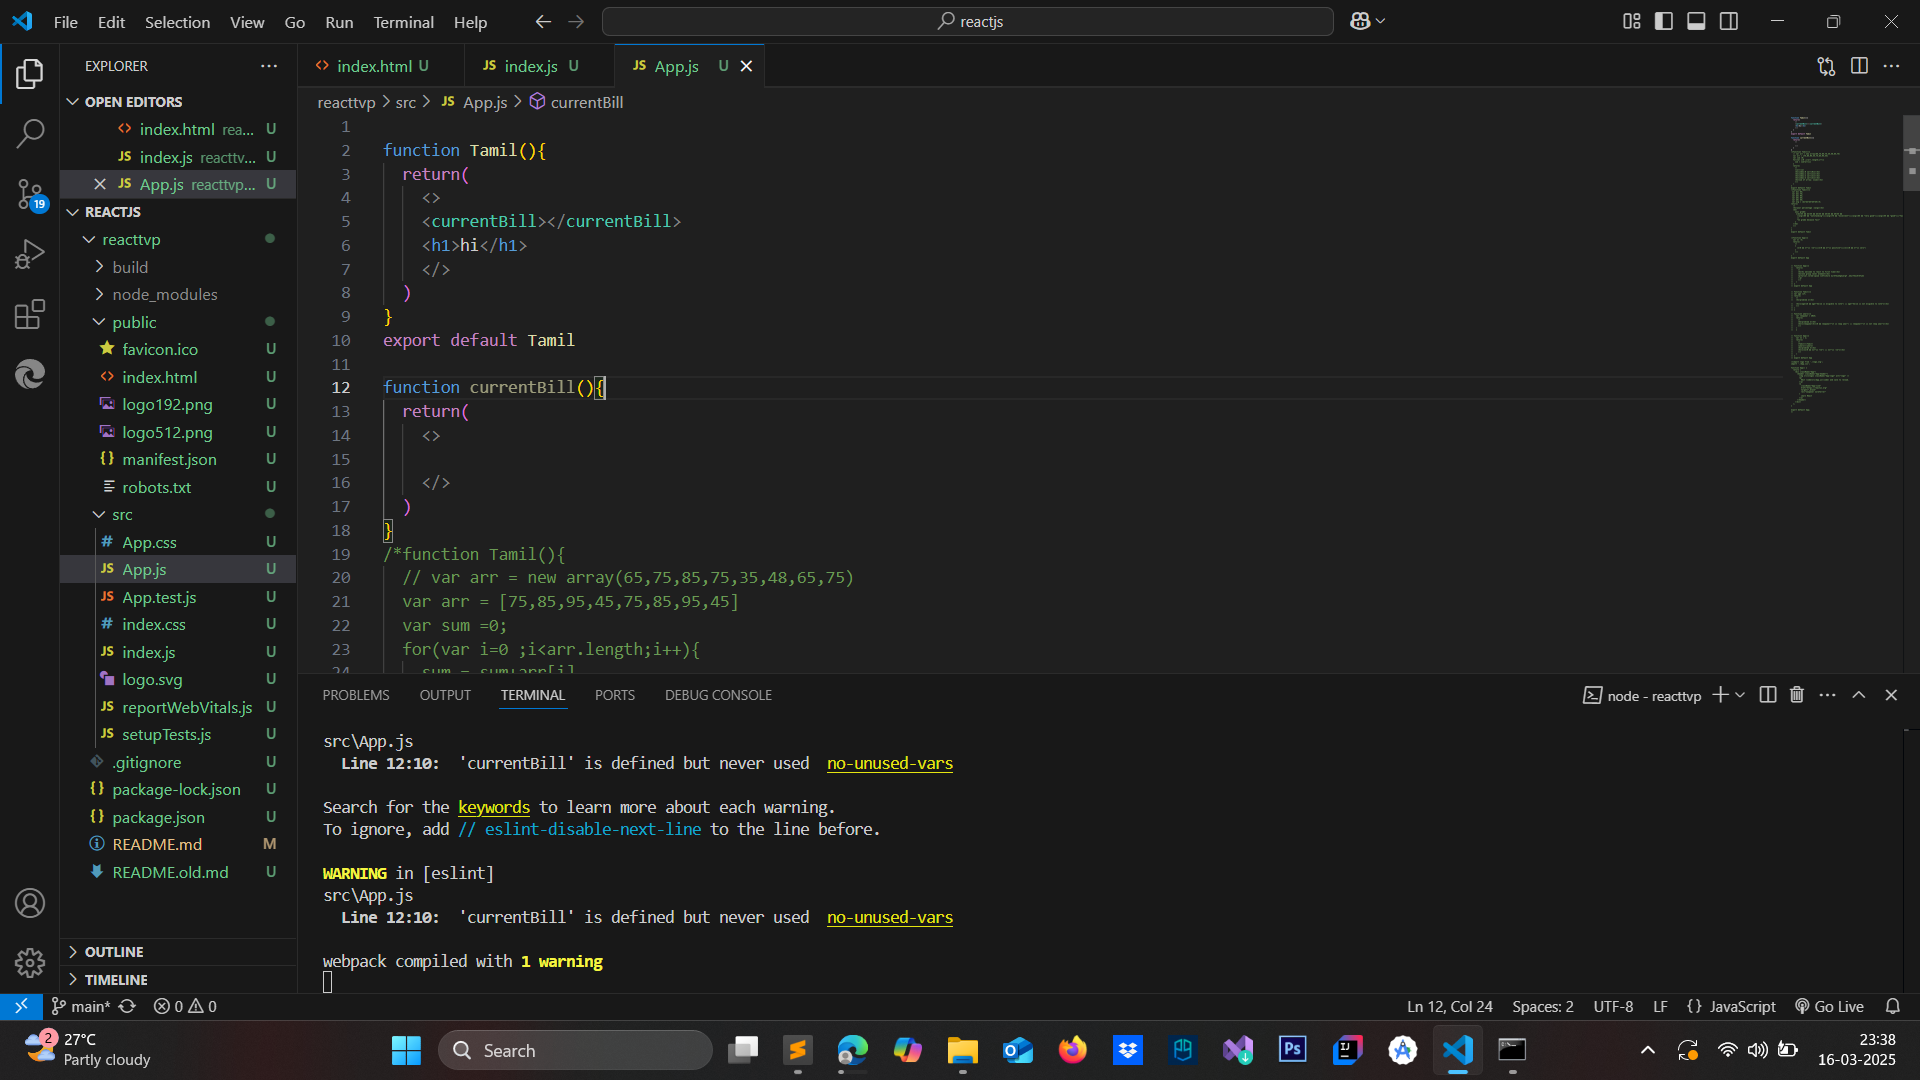 File Edit Selection View Go Run Terminal Help
reactjs
EXPLORER
OPEN EDITORS
index.html rea... U
index.js reacttv... U
App.js reacttvp... U
REACTJS
reacttvp
build
node_modules
public
favicon.ico U
index.html U
logo192.png U
logo512.png U
manifest.json U
robots.txt U
src
App.css U
App.js U
App.test.js U
index.css U
index.js U
logo.svg U
reportWebVitals.js U
setupTests.js U
.gitignore U
package-lock.json U
package.json U
README.md M
README.old.md U
OUTLINE
TIMELINE
19
index.html U index.js U App.js U
reacttvp > src > JS App.js > currentBill
1
2 function Tamil(){
3 return(
4 <>
5 <currentBill></currentBill>
6 <h1>hi</h1>
7 </>
8 )
9 }
10 export default Tamil
11
12 function currentBill(){
13 return(
14 <>
15
16 </>
17 )
18 }
19 /*function Tamil(){
20 // var arr = new array(65,75,85,75,35,48,65,75)
21 var arr = [75,85,95,45,75,85,95,45]
22 var sum =0;
23 for(var i=0 ;i<arr.length;i++){
24 sum = sum+arr[i]
PROBLEMS OUTPUT TERMINAL PORTS DEBUG CONSOLE
node - reacttvp
src\App.js
Line 12:10: 'currentBill' is defined but never used no-unused-vars
Search for the keywords to learn more about each warning.
To ignore, add // eslint-disable-next-line to the line before.
WARNING in [eslint]
src\App.js
Line 12:10: 'currentBill' is defined but never used no-unused-vars
webpack compiled with 1 warning
main* 0 0
Ln 12, Col 24 Spaces: 2 UTF-8 LF {} JavaScript Go Live
2
27°C
Partly cloudy
Search
Ps
IJ
23:38
16-03-2025